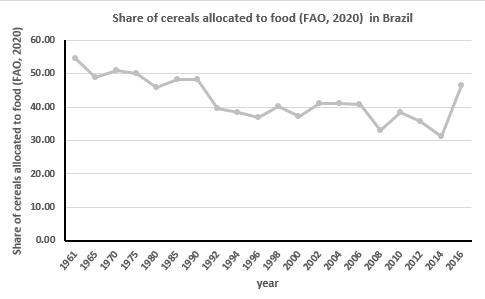 Share of cereals allocated to food (FAO, 2020)  in Brazil
Share of cereals allocated to food (FAO, 2020)
60.00
50.00
40.00
30.00
20.00
10.00
0.00
1961 1965 1970 1975 1980 1985 1990 1992 1994 1996 1998 2000 2002 2004 2006 2008 2010 2012 2014 2016
year